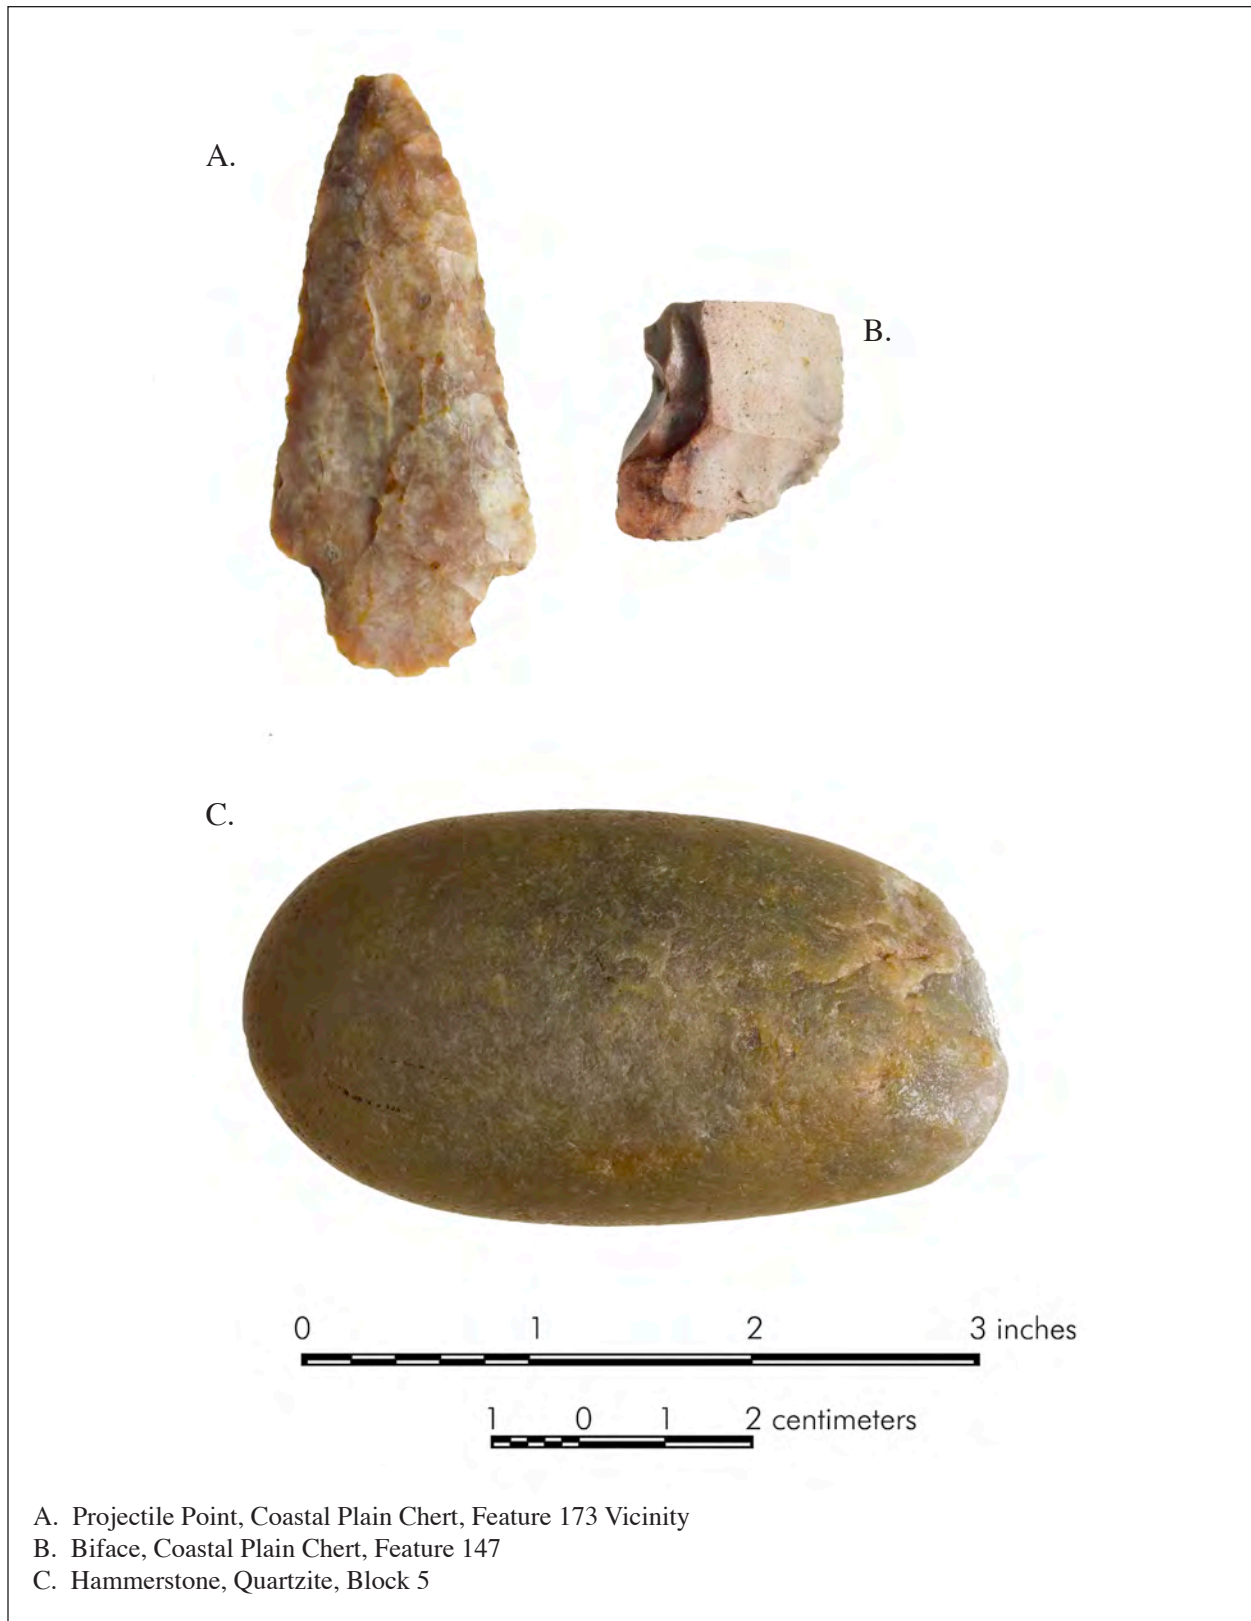 A.
B.
C.
0 1 2 3 inches
1 0 1 2 centimeters
A. Projectile Point, Coastal Plain Chert, Feature 173 Vicinity
B. Biface, Coastal Plain Chert, Feature 147
C. Hammerstone, Quartzite, Block 5